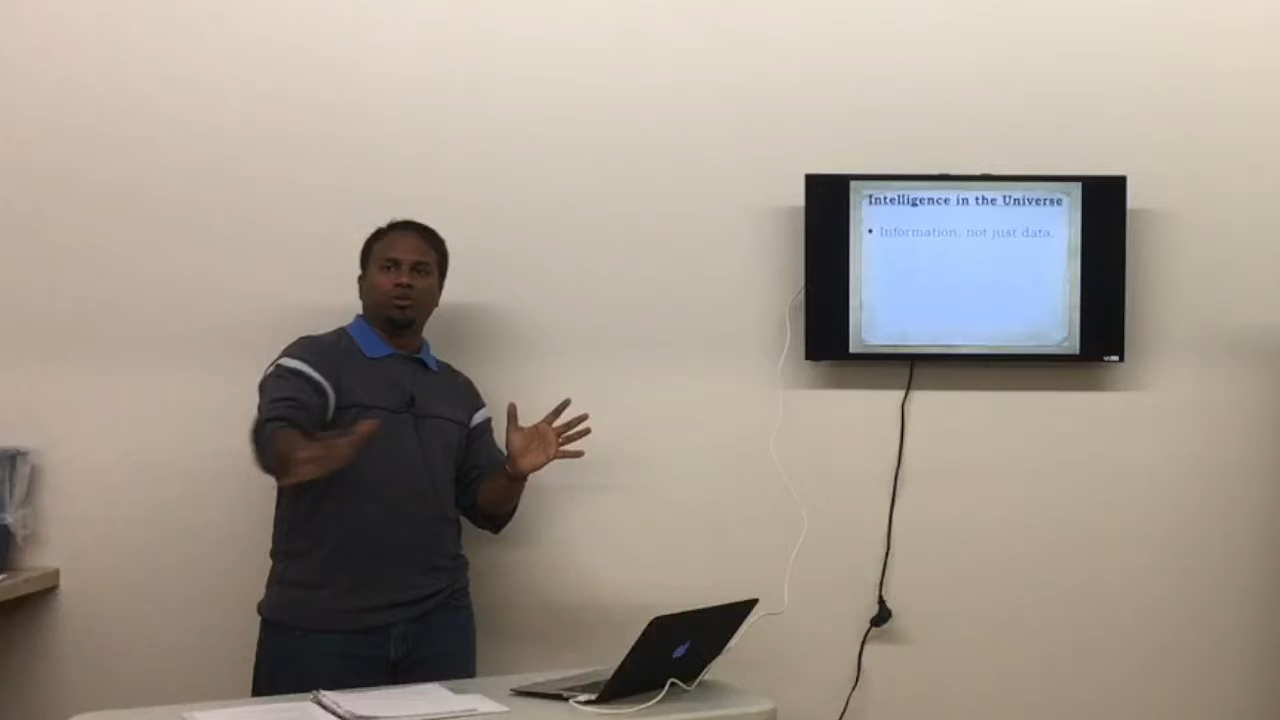 Intelligence in the Universe
• Information, not just data.